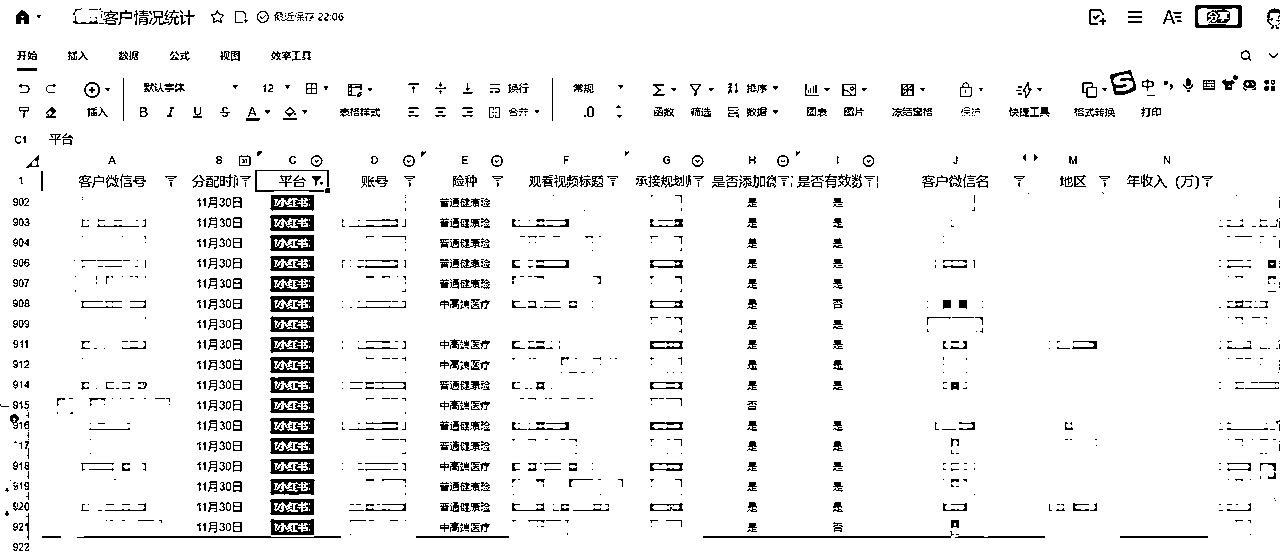 客户情况统计 最近保存 22:06 分享
开始 插入 数据 公式 视图 效率工具
默认字体 12 换行 常规 排序 中
插入 B I U S A 表格样式 合并 .0 函数 筛选 数据 图表 图片 冻结窗格 保护 快捷工具 格式转换 打印
C1 平台
A B C D E F G H I J M N
1 客户微信号 分配时 平台 账号 险种 观看视频标题 承接规划 是否添加 是否有效数 客户微信名 地区 年收入（万）
902 11月30日 小红书 普通健康险 是 是
903 11月30日 小红书 普通健康险 是 是
904 11月30日 小红书 普通健康险 是 是
906 11月30日 小红书 普通健康险 是 是
907 11月30日 小红书 普通健康险 是 是
908 11月30日 小红书 中高端医疗 是 否
909 11月30日 小红书 是 是
911 11月30日 小红书 中高端医疗 是 是
912 11月30日 小红书 中高端医疗 是 是
914 11月30日 小红书 普通健康险 是 是
915 11月30日 小红书 中高端医疗 否
916 11月30日 小红书 普通健康险 是 是
11月30日 小红书 普通健康险 是 是
918 11月30日 小红书 中高端医疗 是 是
919 11月30日 小红书 普通健康险 是 是
920 11月30日 小红书 普通健康险 是 是
921 11月30日 小红书 中高端医疗 是 否
922